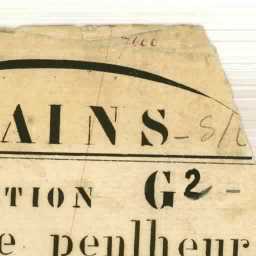 AINS - S/L
TION G2 -
e penlheur